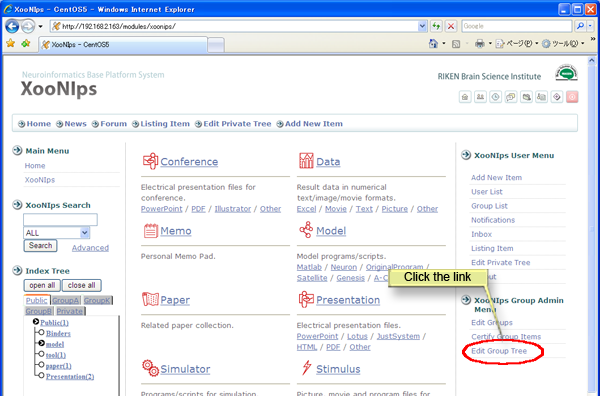 XooNIps - CentOS5 - Windows Internet Explorer
http://192.168.2.163/modules/xoonips/
Google
XooNIps - CentOS5
ページ(P)
ツール(O)
Neuroinformatics Base Platform System
XooNIps
RIKEN Brain Science Institute
Home News Forum Listing Item Edit Private Tree Add New Item
Main Menu
Home
XooNIps
XooNIps Search
ALL
Search Advanced
Index Tree
open all close all
Public GroupA GroupK
GroupB Private
Public(1)
Binders
model
tool(1)
paper(1)
Presentation(2)
Conference
Electrical presentation files for
conference.
PowerPoint / PDF / Illustrator / Other
Data
Result data in numerical
text/image/movie formats.
Excel / Movie / Text / Picture / Other
Memo
Personal Memo Pad.
Model
Model programs/scripts.
Matlab / Neuron / OriginalProgram /
Satellite / Genesis / A-C
Paper
Related paper collection.
Presentation
Electrical presentation files.
PowerPoint / Lotus / JustSystem /
HTML / PDF / Other
Simulator
Programs/scripts for simulation
Stimulus
Picture, movie and program files for
XooNIps User Menu
Add New Item
User List
Group List
Notifications
Inbox
Listing Item
Edit Private Tree
out
Click the link
XooNIps Group Admin
Menu
Edit Groups
Certify Group Items
Edit Group Tree